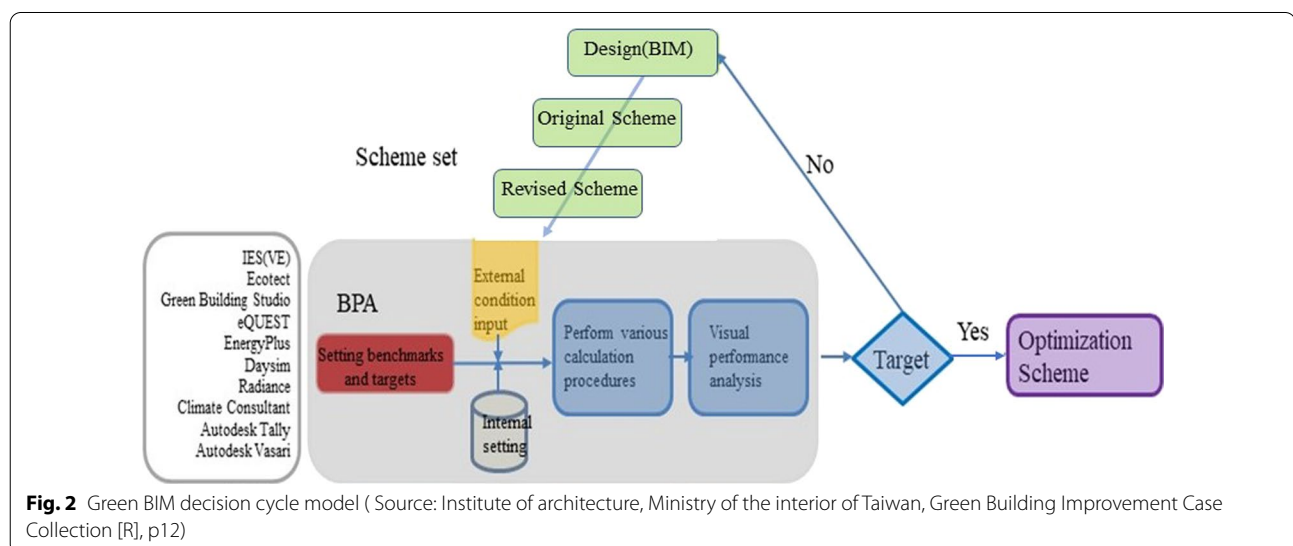 Design(BIM)
Original Scheme
Scheme set
No
Revised Scheme
IES(VE)
Ecotect
Green Building Studio
eQUEST
EnergyPlus
Daysim
Radiance
Climate Consultant
Autodesk Tally
Autodesk Vasari
BPA
External
condition
input
Setting benchmarks
and targets
Internal
setting
Perform various
calculation
procedures
Visual
performance
analysis
Target
Yes
Optimization
Scheme
Fig. 2 Green BIM decision cycle model ( Source: Institute of architecture, Ministry of the interior of Taiwan, Green Building Improvement Case
Collection [R], p12)